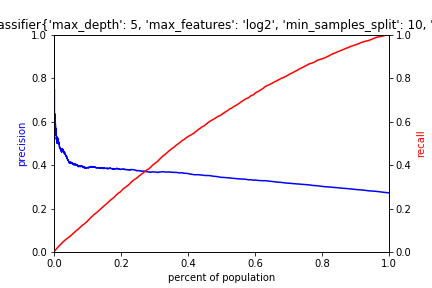 assifier{'max_depth': 5, 'max_features': 'log2', 'min_samples_split': 10, '
1.0 1.0
0.8 0.8
0.6 0.6
precision recall
0.4 0.4
0.2 0.2
0.0 0.0
0.0 0.2 0.4 0.6 0.8 1.0
percent of population